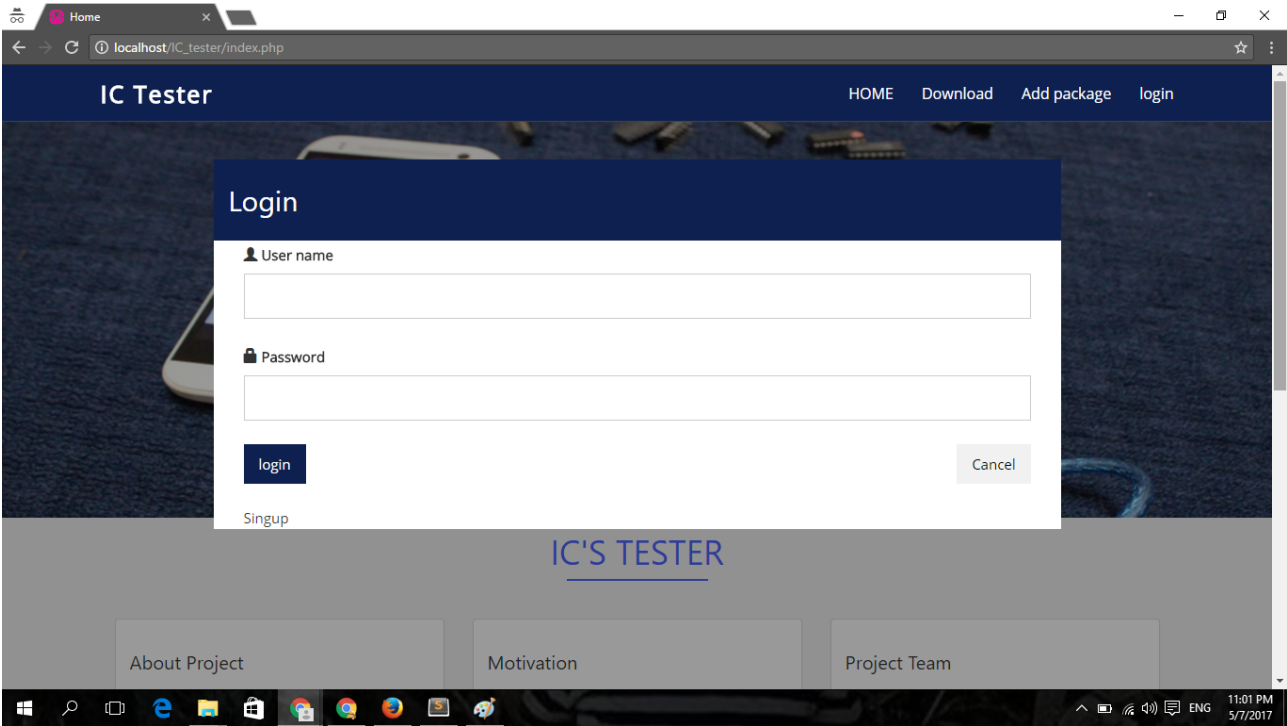 Home
localhost/IC_tester/index.php
IC Tester
HOME Download Add package login
Login
User name
Password
login Cancel
Singup
IC'S TESTER
About Project Motivation Project Team
ENG 11:01 PM
5/7/2017